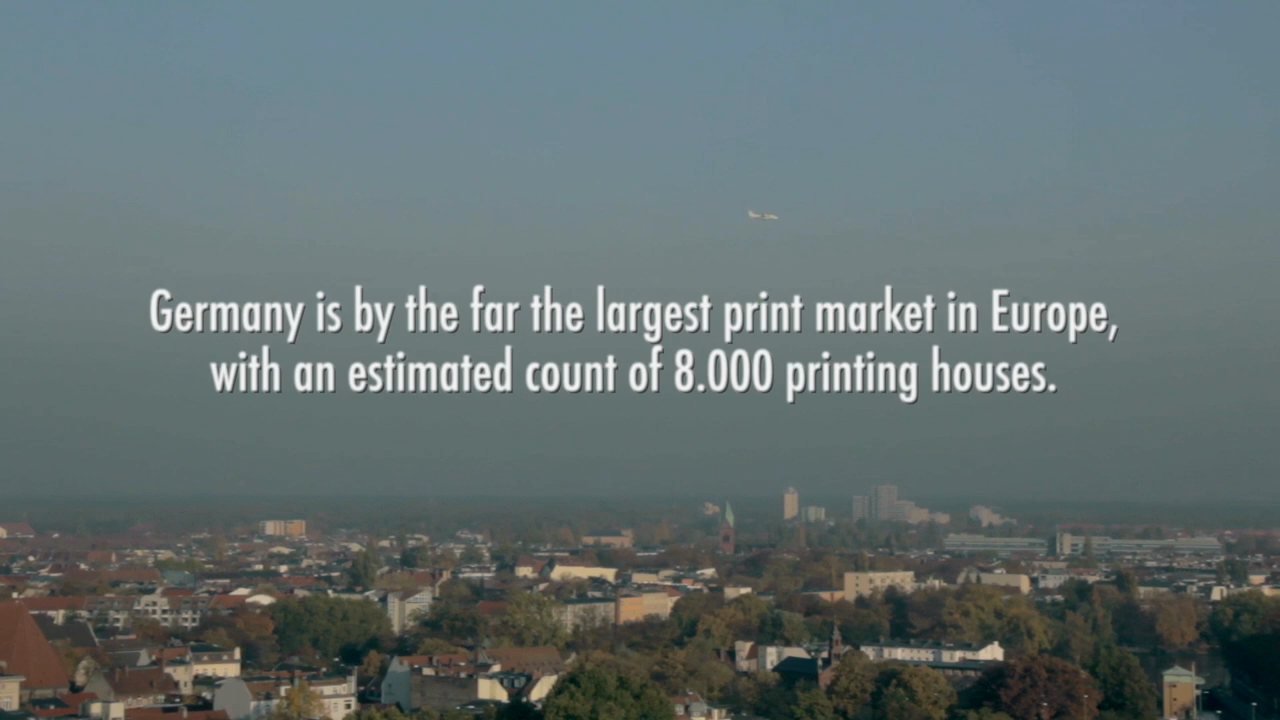 Germany is by the far the largest print market in Europe,
with an estimated count of 8.000 printing houses.